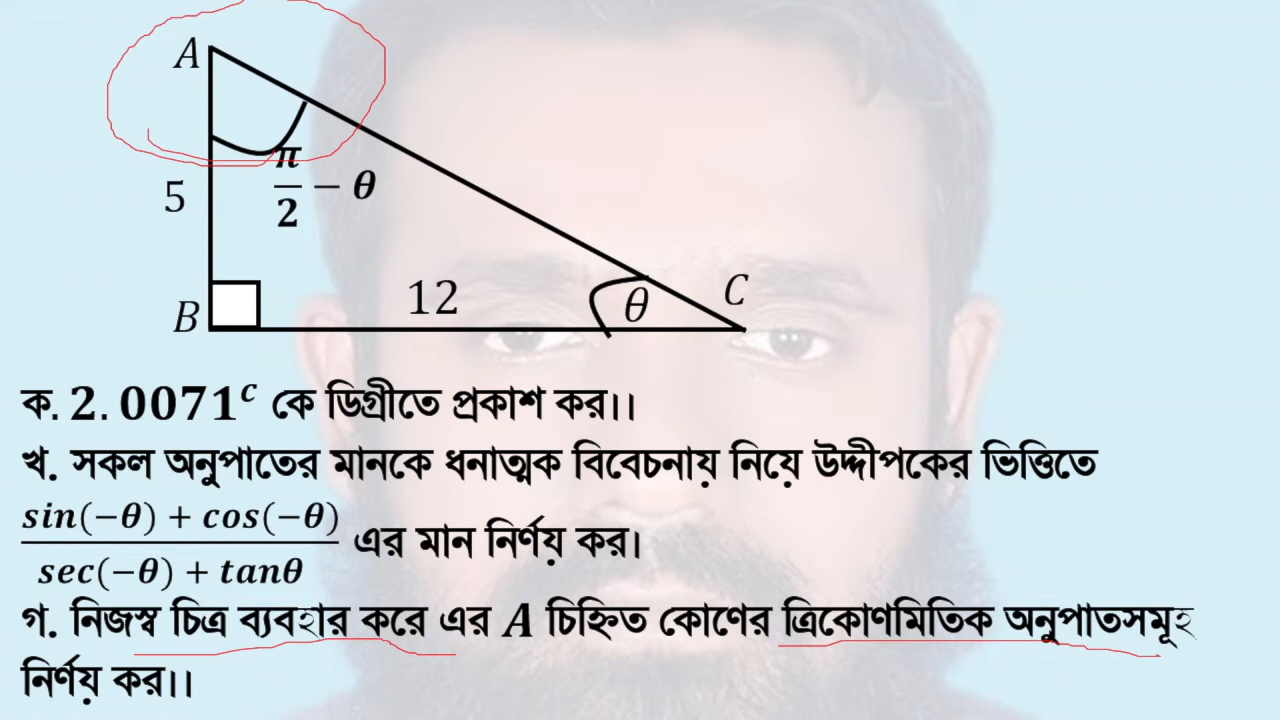 A
5
π/2 − θ
B
12
θ
C
ক. 2.0071ᶜ কে ডিগ্রীতে প্রকাশ কর।।
খ. সকল অনুপাতের মানকে ধনাত্মক বিবেচনায় নিয়ে উদ্দীপকের ভিত্তিতে
sin(−θ) + cos(−θ) / sec(−θ) + tanθ এর মান নির্ণয় কর।
গ. নিজস্ব চিত্র ব্যবহার করে এর A চিহ্নিত কোণের ত্রিকোণমিতিক অনুপাতসমূহ
নির্ণয় কর।।